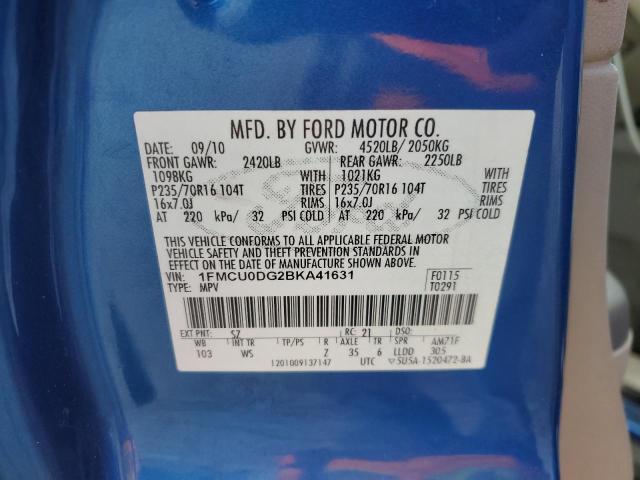 MFD. BY FORD MOTOR CO.
DATE: 09/10 GVWR: 4520LB/ 2050KG
FRONT GAWR: 2420LB REAR GAWR: 2250LB
1098KG WITH 1021KG WITH
P235/70R16 104T TIRES P235/70R16 104T TIRES
16x7.0J RIMS 16x7.0J RIMS
AT 220 kPa/ 32 PSI COLD AT 220 kPa/ 32 PSI COLD
THIS VEHICLE CONFORMS TO ALL APPLICABLE FEDERAL MOTOR
VEHICLE SAFETY AND THEFT PREVENTION STANDARDS IN
EFFECT ON THE DATE OF MANUFACTURE SHOWN ABOVE.
VIN: 1FMCU0DG2BKA41631 F0115
TYPE: MPV T0291
EXT PNT: SZ RC: 21 DSO:
WB INT TR TP/PS R AXLE TR SPR AM71F
103 WS Z 35 6 LLDD 305
1201009137147 UTC 5U5A-1520472-BA